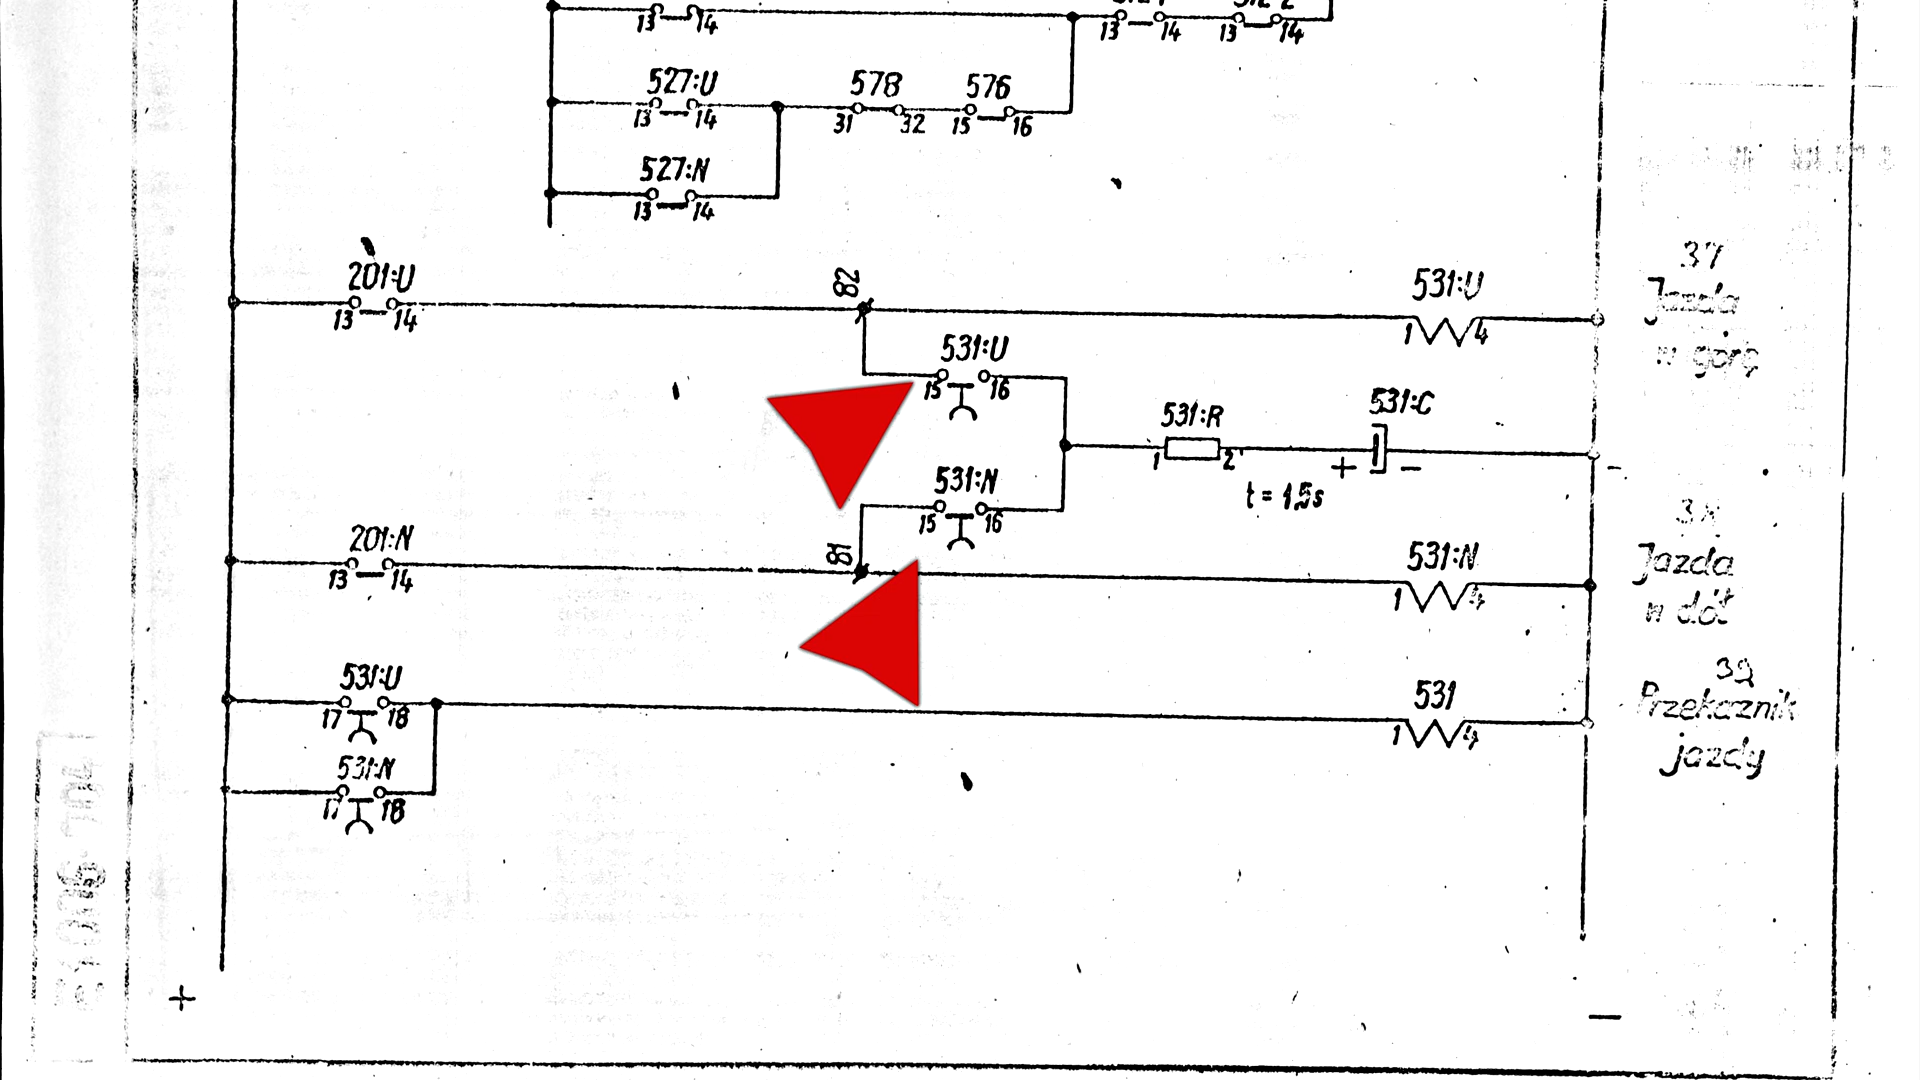 13 14
13 14 13 14
527:U 578 576
13 14 31 32 15 16
527:N
13 14
201:U 82 531:U 37
13 14 1 4 Jazda
w górę
531:U
15 16
531:R 531:C
1 2 + - -
t = 1,5s
531:N
15 16
201:N 81 531:N
13 14 1 4 Jazda
w dół
531:U 531 39
17 18 1 4 Przekaznik
jazdy
531:N
17 18
+ -